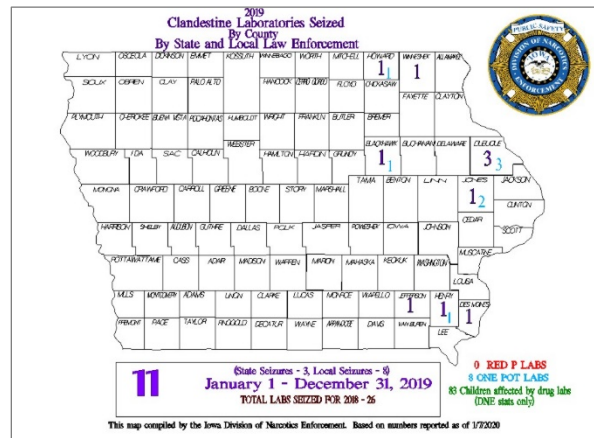 2019
Clandestine Laboratories Seized
By County
By State and Local Law Enforcement
PUBLIC SAFETY
DIVISION OF NARCOTICS
ENFORCEMENT
LYON OSCEOLA DICKINSON EMMET KOSSUTH WINNEBAGO WORTH MITCHELL HOWARD WINNESHIEK ALLAMAKEE
1 1 1
SIOUX OBRIEN CLAY PALO ALTO HANCOCK CERRO GORDO FLOYD CHICKASAW
FAYETTE CLAYTON
PLYMOUTH CHEROKEE BUENA VISTA POCAHONTAS HUMBOLDT WRIGHT FRANKLIN BUTLER BREMER
WEBSTER
WOODBURY IDA SAC CALHOUN HAMILTON HARDIN GRUNDY BLACKHAWK BUCHANAN DELAWARE DUBUQUE
1 1 3 3
TAMA BENTON LINN JONES JACKSON
1 2
MONONA CRAWFORD CARROLL GREENE BOONE STORY MARSHALL
CLINTON
CEDAR
HARRISON SHELBY AUDUBON GUTHRIE DALLAS POLK JASPER POWESHIEK IOWA JOHNSON SCOTT
MUSCATINE
POTTAWATTAMIE CASS ADAIR MADISON WARREN MARION MAHASKA KEOKUK WASHINGTON
LOUISA
MILLS MONTGOMERY ADAMS UNION CLARKE LUCAS MONROE WAPELLO JEFFERSON HENRY DES MOINES
1 1 1 1
FREMONT PAGE TAYLOR RINGGOLD DECATUR WAYNE APPANOOSE DAVIS VAN BUREN LEE
11
(State Seizures - 3, Local Seizures - 8)
January 1 - December 31, 2019
TOTAL LABS SEIZED FOR 2018 - 26
0 RED P LABS
8 ONE POT LABS
83 Children affected by drug labs
(DNE stats only)
This map compiled by the Iowa Division of Narcotics Enforcement. Based on numbers reported as of 1/7/2020